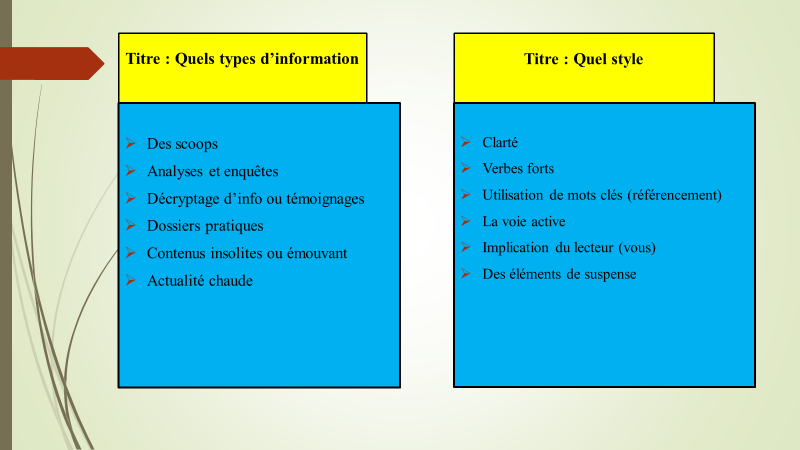 Titre : Quels types d’information
Des scoops
Analyses et enquêtes
Décryptage d’info ou témoignages
Dossiers pratiques
Contenus insolites ou émouvant
Actualité chaude
Titre : Quel style
Clarté
Verbes forts
Utilisation de mots clés (référencement)
La voie active
Implication du lecteur (vous)
Des éléments de suspense